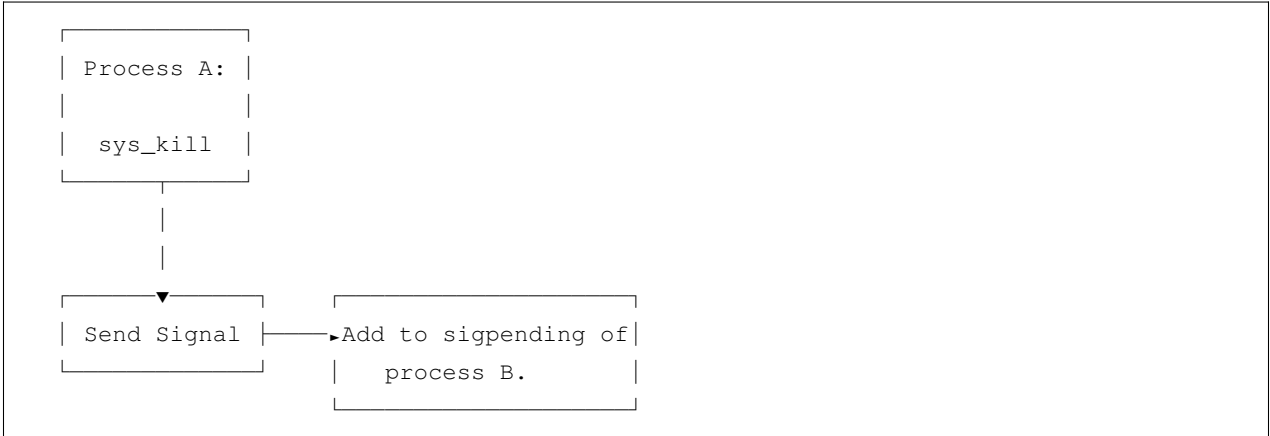 Process A:
sys_kill
Send Signal
Add to sigpending of
process B.